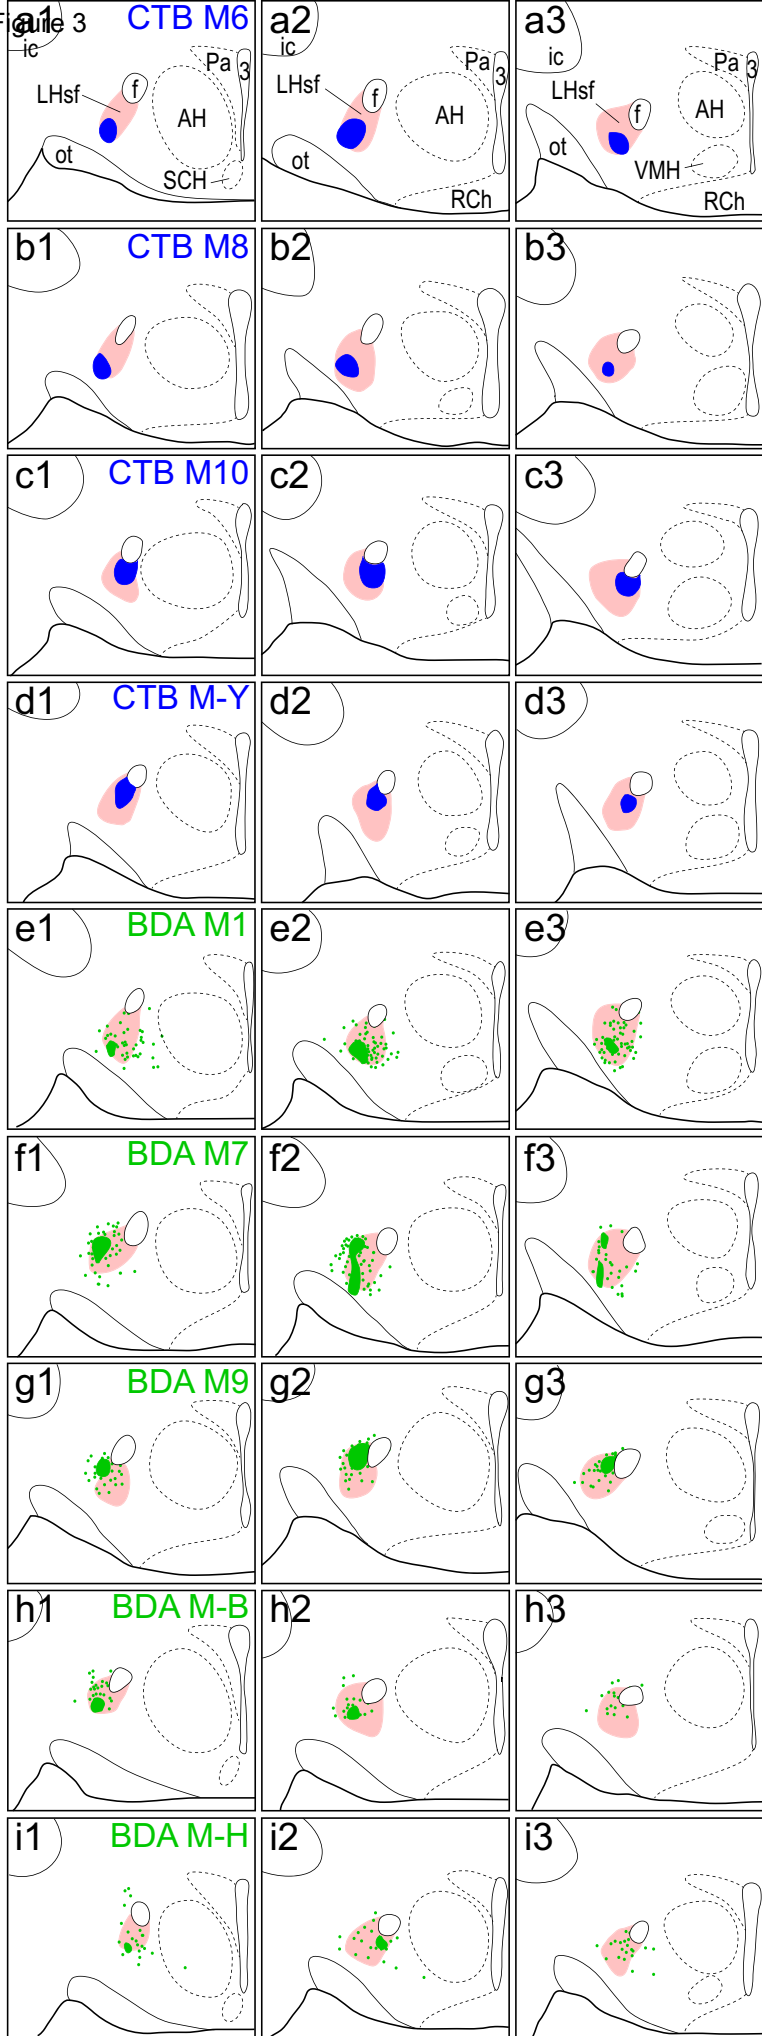 Figure 3
a1 CTB M6
ic
Pa
3
LHsf
f
AH
ot
SCH
a2
ic
Pa
3
LHsf
f
AH
ot
RCh
a3
ic
Pa
3
LHsf
f
AH
ot
VMH
RCh
b1 CTB M8
b2
b3
c1 CTB M10
c2
c3
d1 CTB M-Y
d2
d3
e1 BDA M1
e2
e3
f1 BDA M7
f2
f3
g1 BDA M9
g2
g3
h1 BDA M-B
h2
h3
i1 BDA M-H
i2
i3